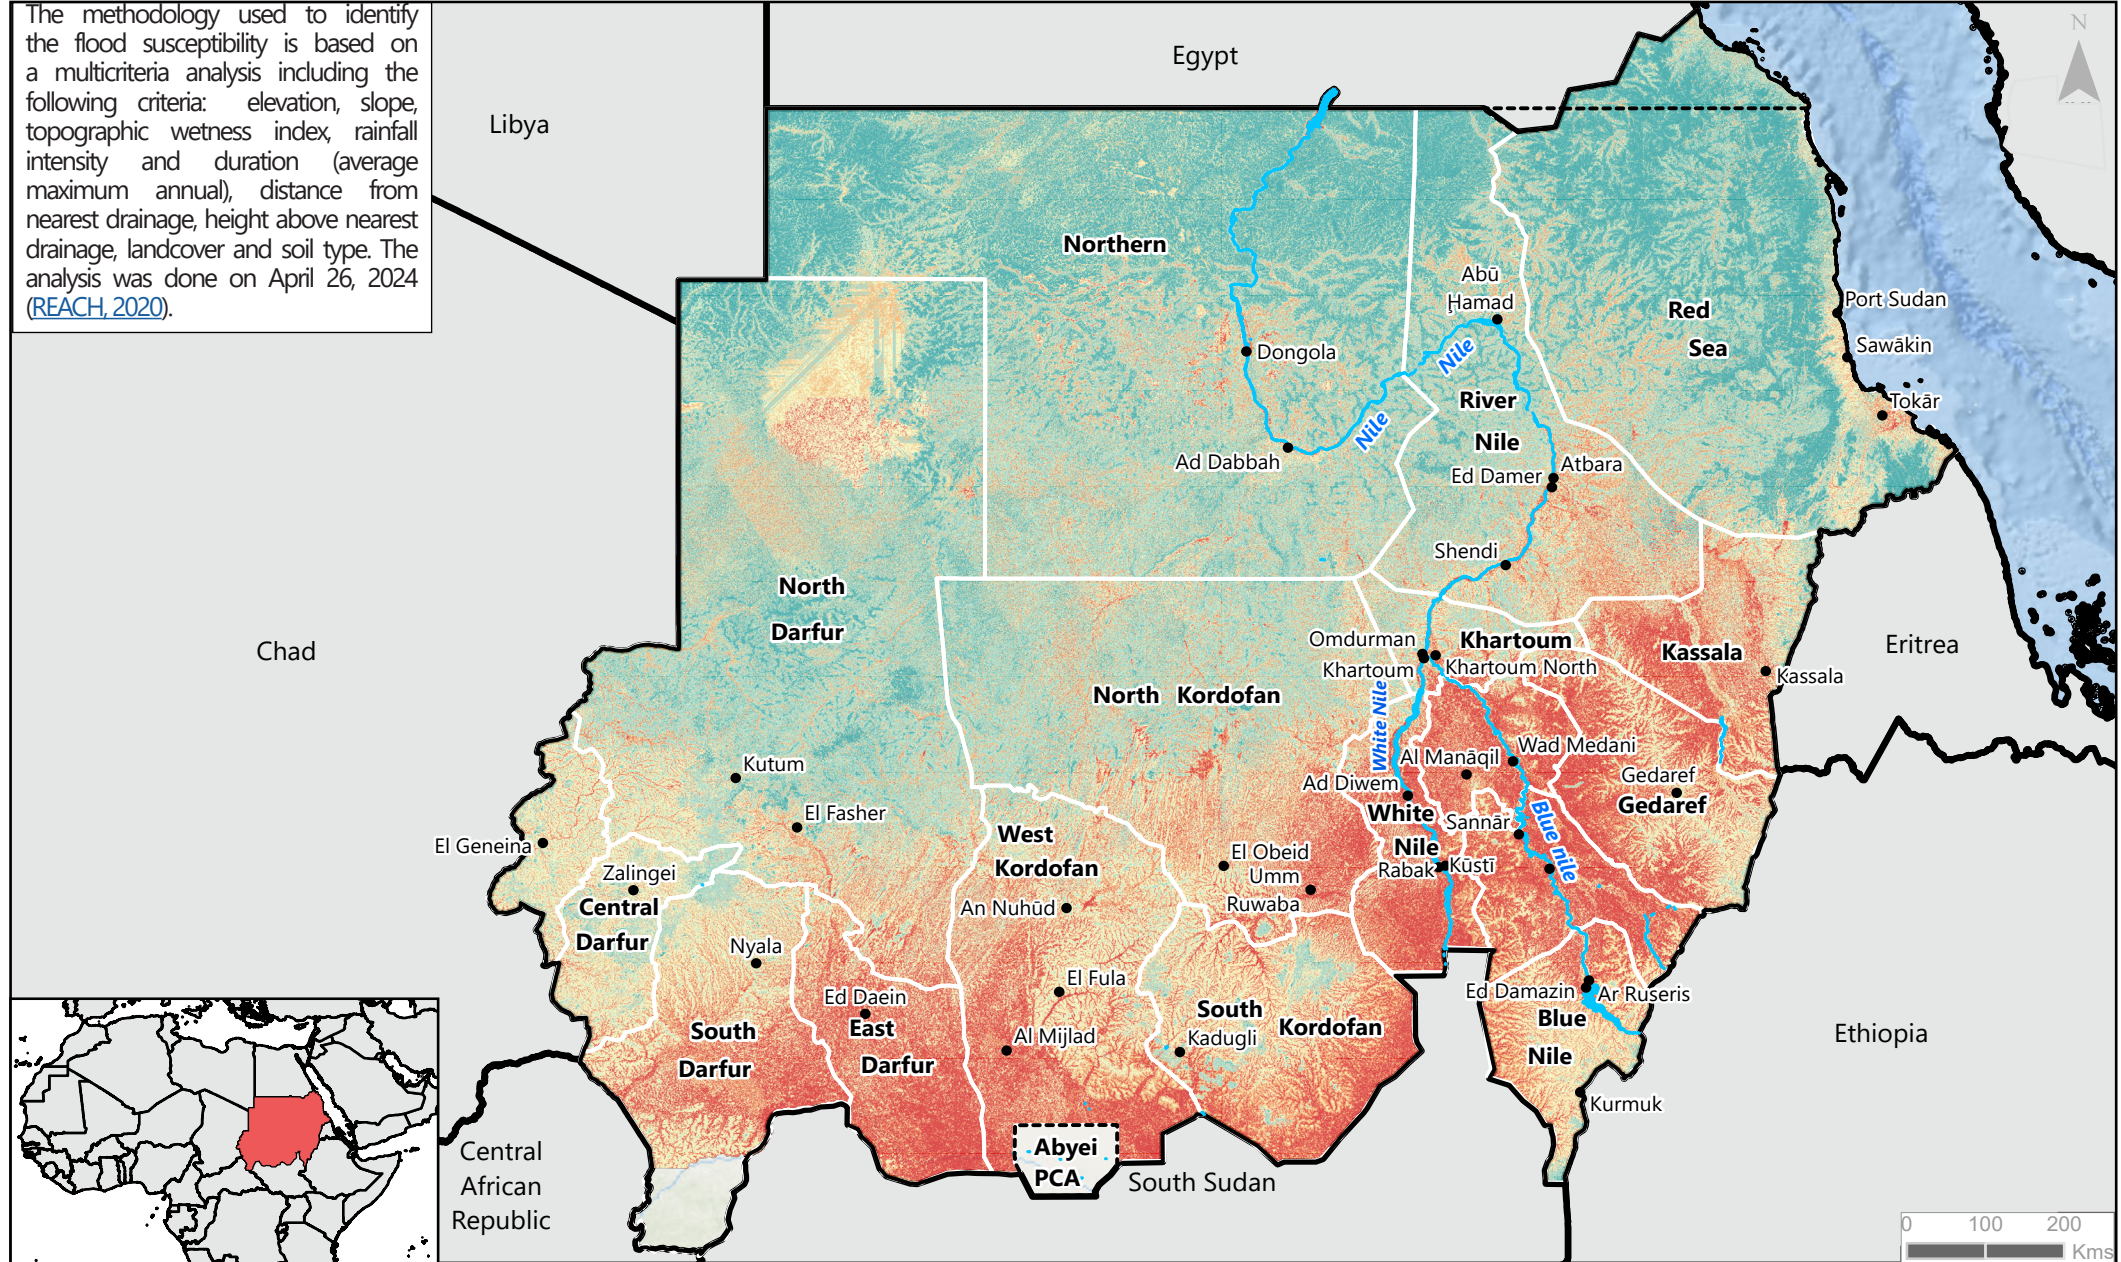 The methodology used to identify
the flood susceptibility is based on
a multicriteria analysis including the
following criteria: elevation, slope,
topographic wetness index, rainfall
intensity and duration (average
maximum annual), distance from
nearest drainage, height above nearest
drainage, landcover and soil type. The
analysis was done on April 26, 2024
(REACH, 2020).
Egypt
N
Libya
Northern
Abū
Ḩamad
Red
Sea
Port Sudan
Sawākin
Dongola
Nile
Nile
River
Nile
Tokār
Ad Dabbah
Ed Damer
Atbara
Shendi
North
Darfur
Chad
Omdurman
Khartoum
Khartoum
Khartoum North
Kassala
Kassala
Eritrea
North Kordofan
White Nile
Al Manāqil
Wad Medani
Kutum
Ad Diwem
Gedaref
Gedaref
El Fasher
White
Nile
Sannār
Blue nile
West
Kordofan
El Geneina
El Obeid
Umm
Ruwaba
Rabak
Kūstī
Zalingei
Central
Darfur
An Nuhūd
Nyala
El Fula
Ed Daein
East
Darfur
South
Kordofan
Ed Damazin
Ar Ruseris
Blue
Nile
South
Darfur
Al Mijlad
Kadugli
Ethiopia
Kurmuk
Abyei
PCA
South Sudan
Central
African
Republic
0 100 200
Kms